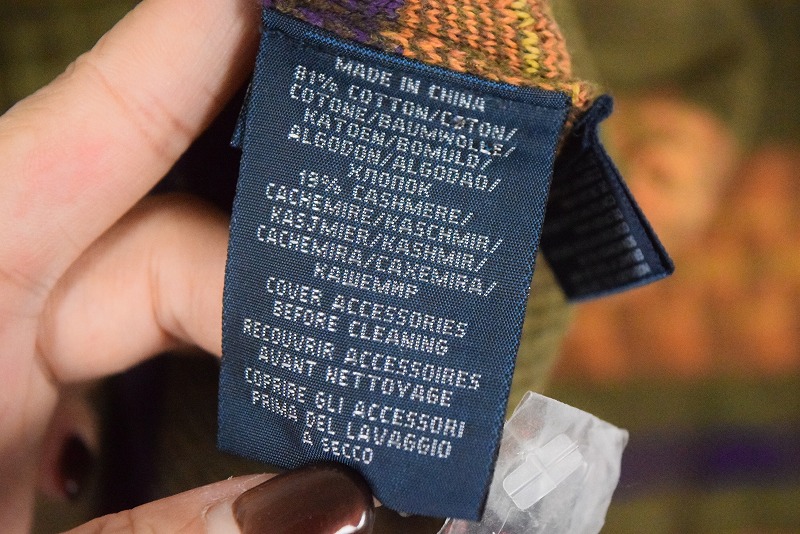 MADE IN CHINA
81% COTTON/COTON/
COTONE/BAUMWOLLE/
KATOEN/BOMULD/
ALGODON/ALGODAO/
ХЛОПОК
19% CASHMERE/
CACHEMIRE/KASCHMIR/
KASJMIER/KASHMIR/
CACHEMIRA/CAXEMIRA/
КАШЕМИР
COVER ACCESSORIES
BEFORE CLEANING
RECOUVRIR ACCESSOIRES
AVANT NETTOYAGE
COPRIRE GLI ACCESSORI
PRIMA DEL LAVAGGIO
A SECCO